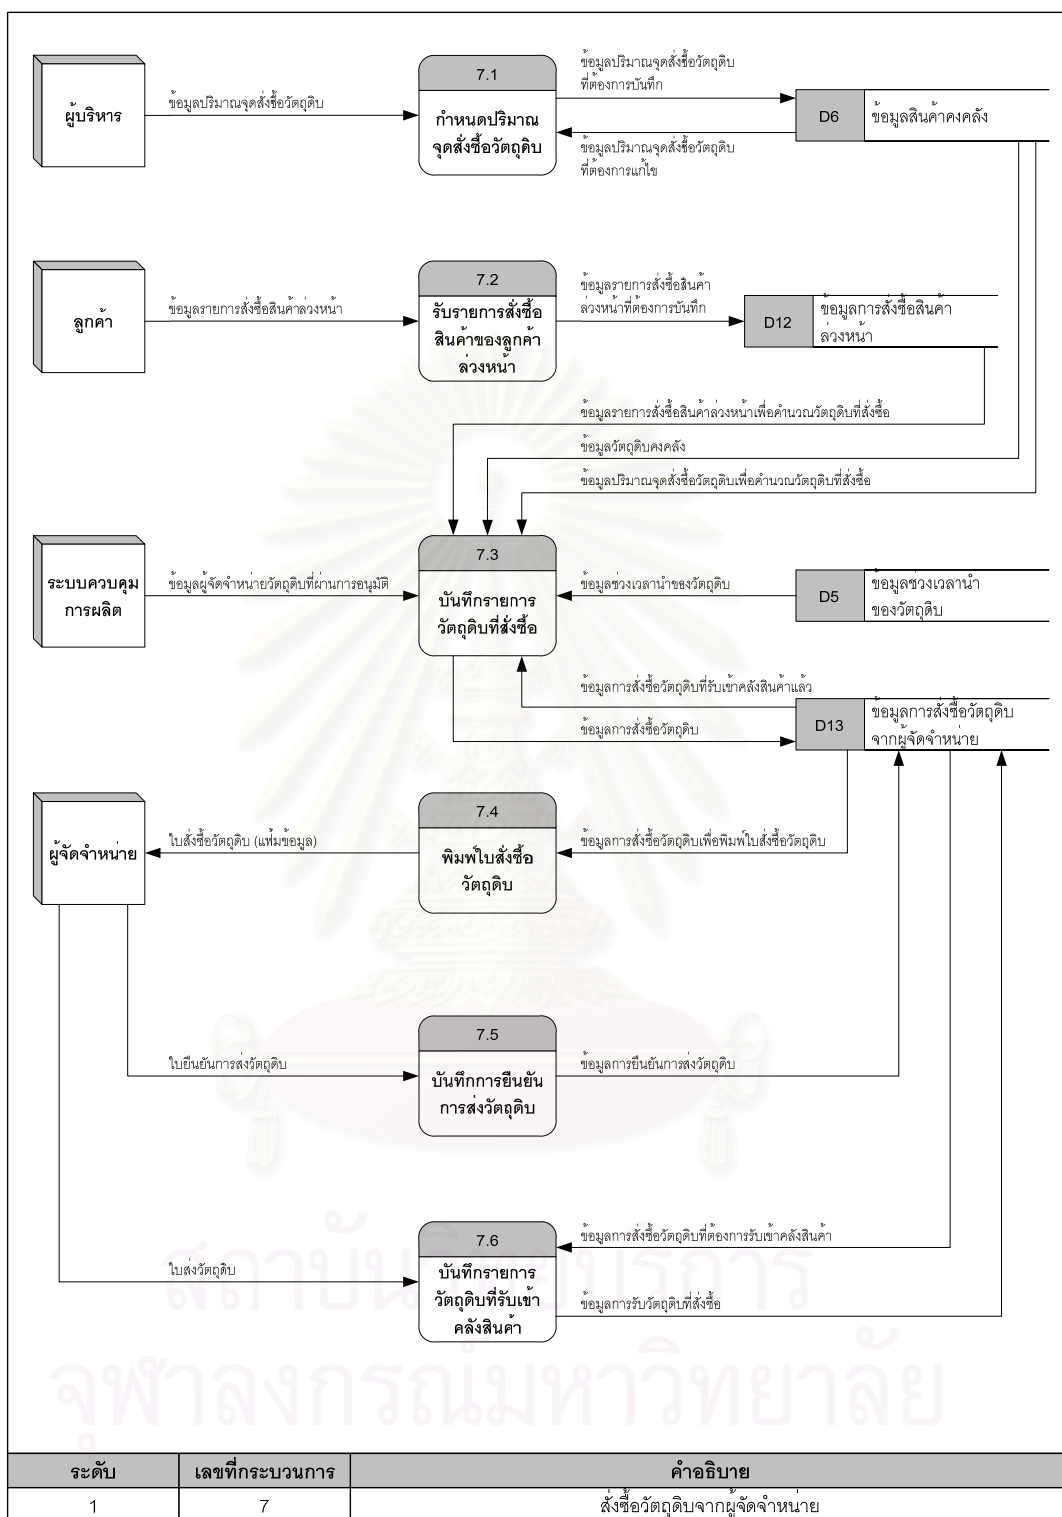 7.1
ข้อมูลปริมาณจุดสั่งซื้อวัตถุดิบ
ที่ต้องการบันทึก
ผู้บริหาร
ข้อมูลปริมาณจุดสั่งซื้อวัตถุดิบ
กำหนดปริมาณ
จุดสั่งซื้อวัตถุดิบ
D6
ข้อมูลสินค้าคงคลัง
ข้อมูลปริมาณจุดสั่งซื้อวัตถุดิบ
ที่ต้องการแก้ไข
7.2
ข้อมูลรายการสั่งซื้อสินค้า
ล่วงหน้าที่ต้องการบันทึก
ลูกค้า
ข้อมูลรายการสั่งซื้อสินค้าล่วงหน้า
รับรายการสั่งซื้อ
สินค้าของลูกค้า
ล่วงหน้า
D12
ข้อมูลการสั่งซื้อสินค้า
ล่วงหน้า
ข้อมูลรายการสั่งซื้อสินค้าล่วงหน้าเพื่อคำนวณวัตถุดิบที่สั่งซื้อ
ข้อมูลวัตถุดิบคงคลัง
ข้อมูลปริมาณจุดสั่งซื้อวัตถุดิบเพื่อคำนวณวัตถุดิบที่สั่งซื้อ
7.3
ระบบควบคุม
การผลิต
ข้อมูลผู้จัดจำหน่ายวัตถุดิบที่ผ่านการอนุมัติ
บันทึกรายการ
วัตถุดิบที่สั่งซื้อ
ข้อมูลช่วงเวลานำของวัตถุดิบ
D5
ข้อมูลช่วงเวลานำ
ของวัตถุดิบ
ข้อมูลการสั่งซื้อวัตถุดิบที่รับเข้าคลังสินค้าแล้ว
ข้อมูลการสั่งซื้อวัตถุดิบ
D13
ข้อมูลการสั่งซื้อวัตถุดิบ
จากผู้จัดจำหน่าย
7.4
ผู้จัดจำหน่าย
ใบสั่งซื้อวัตถุดิบ (แฟ้มข้อมูล)
พิมพ์ใบสั่งซื้อ
วัตถุดิบ
ข้อมูลการสั่งซื้อวัตถุดิบเพื่อพิมพ์ใบสั่งซื้อวัตถุดิบ
7.5
ใบยืนยันการส่งวัตถุดิบ
บันทึกการยืนยัน
การส่งวัตถุดิบ
ข้อมูลการยืนยันการส่งวัตถุดิบ
7.6
ใบส่งวัตถุดิบ
บันทึกรายการ
วัตถุดิบที่รับเข้า
คลังสินค้า
ข้อมูลการสั่งซื้อวัตถุดิบที่ต้องการรับเข้าคลังสินค้า
ข้อมูลการรับวัตถุดิบที่สั่งซื้อ
สถาบันวิทยบริการ
จุฬาลงกรณ์มหาวิทยาลัย
ระดับ เลขที่กระบวนการ คำอธิบาย
1 7 สั่งซื้อวัตถุดิบจากผู้จัดจำหน่าย